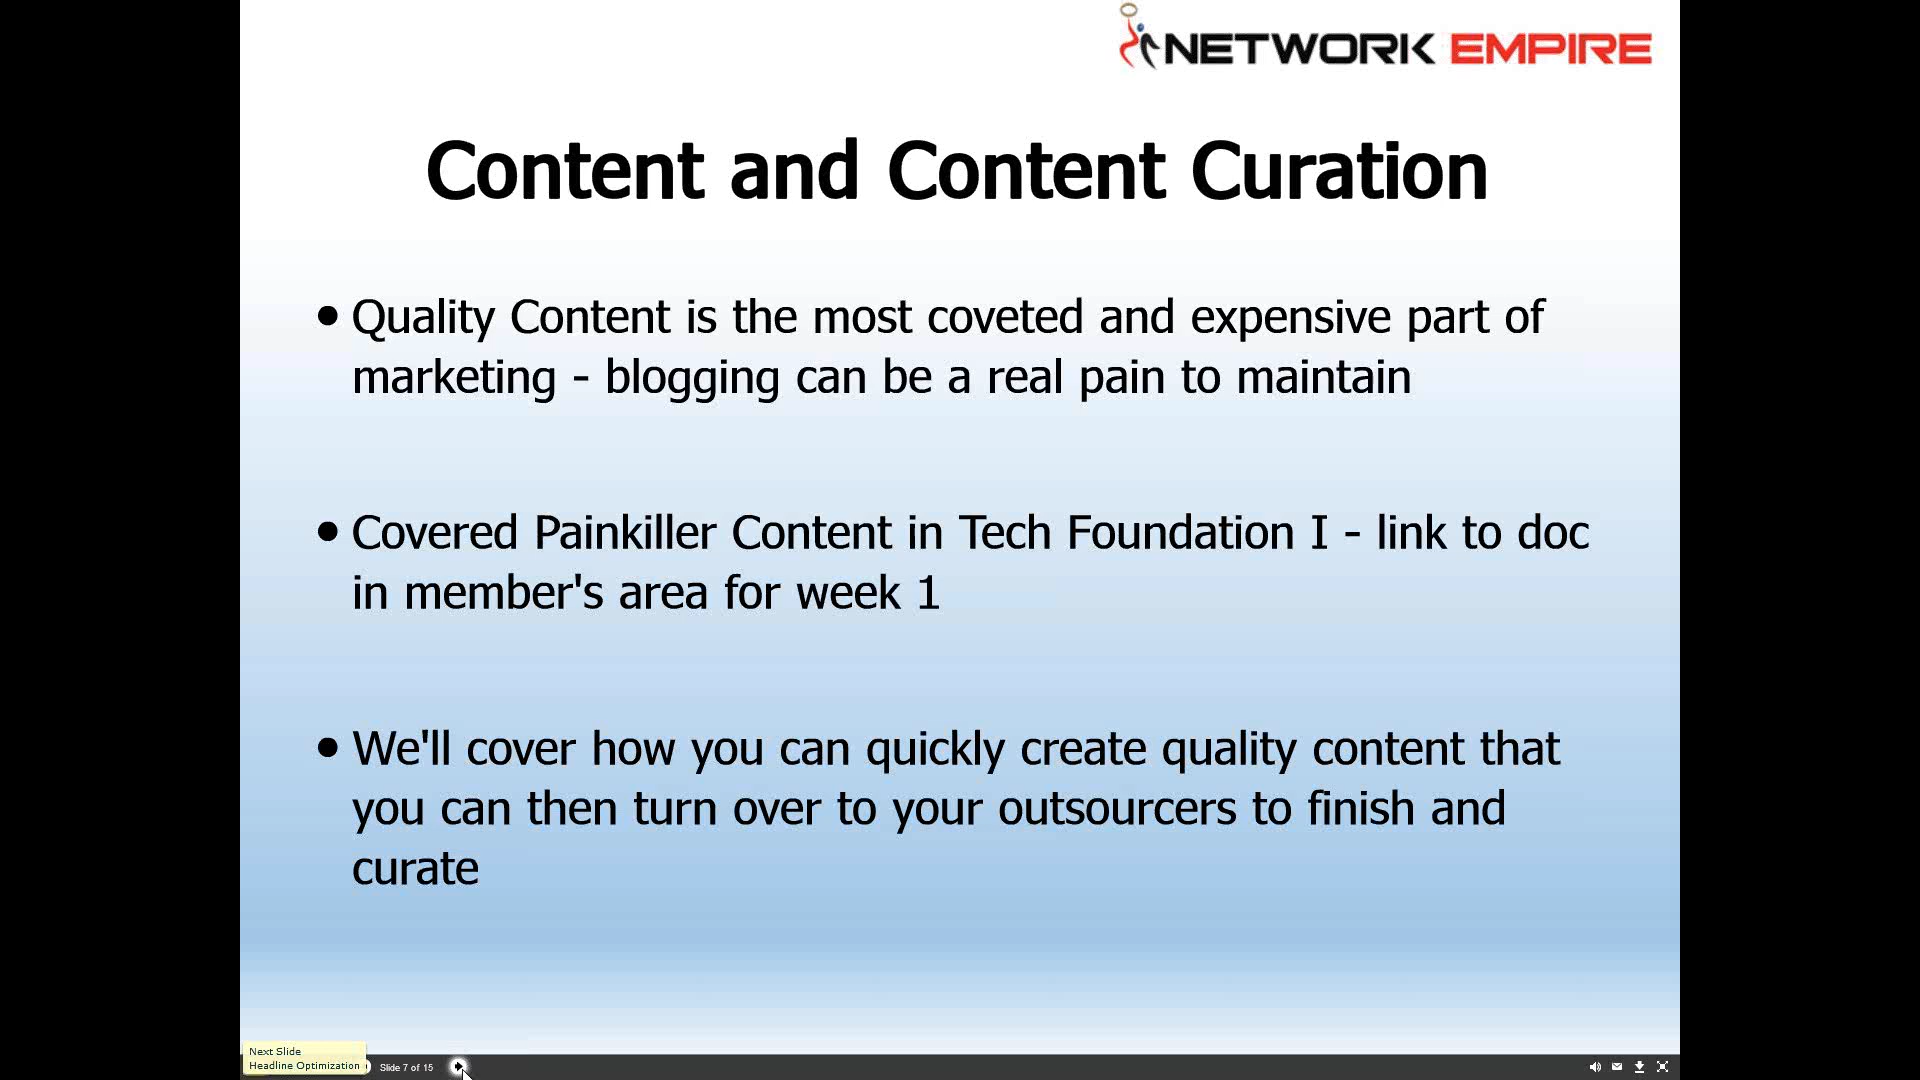 NETWORK EMPIRE
Content and Content Curation
• Quality Content is the most coveted and expensive part of
marketing - blogging can be a real pain to maintain
• Covered Painkiller Content in Tech Foundation I - link to doc
in member's area for week 1
• We'll cover how you can quickly create quality content that
you can then turn over to your outsourcers to finish and
curate
Next Slide
Headline Optimization
Slide 7 of 15